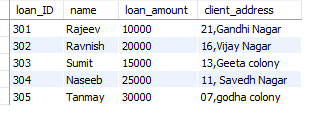 loan_ID name loan_amount client_address
301 Rajeev 10000 21,Gandhi Nagar
302 Ravnish 20000 16,Vijay Nagar
303 Sumit 15000 13,Geeta colony
304 Naseeb 25000 11, Savedh Nagar
305 Tanmay 30000 07,godha colony